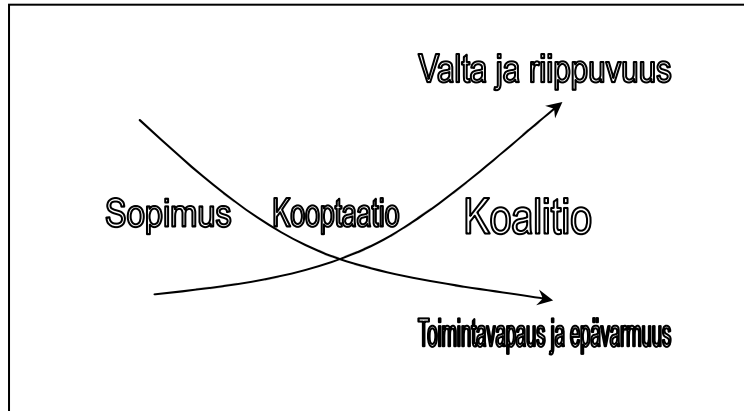 Valta ja riippuvuus
Sopimus
Kooptaatio
Koalitio
Toimintavapaus ja epävarmuus